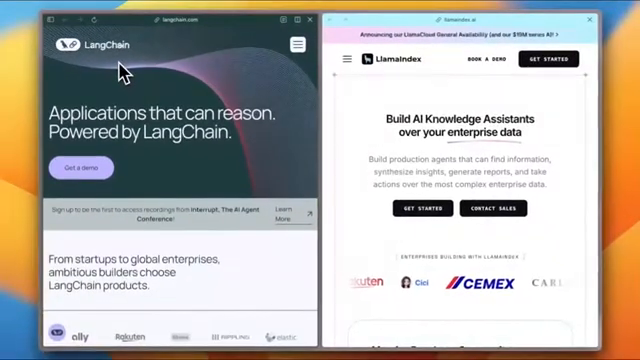 langchain.com
LangChain
Applications that can reason.
Powered by LangChain.
Get a demo
Sign up to be the first to access recordings from Interrupt, The AI Agent
Conference!
Learn
More
From startups to global enterprises,
ambitious builders choose
LangChain products.
ally
Rakuten
RIPPLING
elastic
llamaindex.ai
Announcing our LlamaCloud General Availability (and our $19M series A)! >
LlamaIndex
BOOK A DEMO
GET STARTED
Build AI Knowledge Assistants
over your enterprise data
Build production agents that can find information,
synthesize insights, generate reports, and take
actions over the most complex enterprise data.
GET STARTED
CONTACT SALES
ENTERPRISES BUILDING WITH LLAMAINDEX
akuten
Cici
CEMEX
CARL